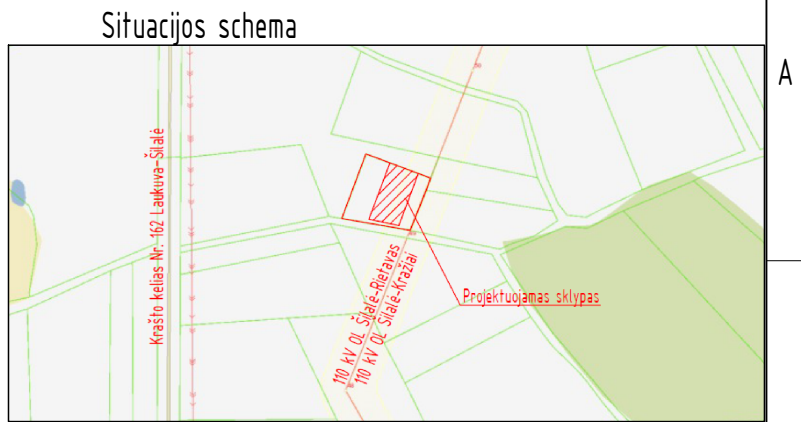 Situacijos schema
A
Krašto kelias Nr. 162 Laukuva-Šilalė
110 kV OL Šilalė-Rietavas
110 kV OL Šilalė-Kražiai
Projektuojamas sklypas